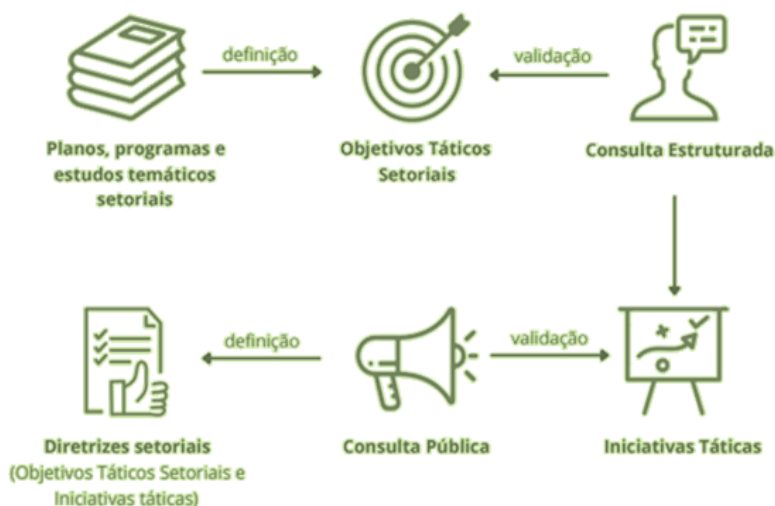 definição
validação
Planos, programas e
estudos temáticos
setoriais
Objetivos Táticos
Setoriais
Consulta Estruturada
definição
validação
Diretrizes setoriais
(Objetivos Táticos Setoriais e
Iniciativas táticas)
Consulta Pública
Iniciativas Táticas